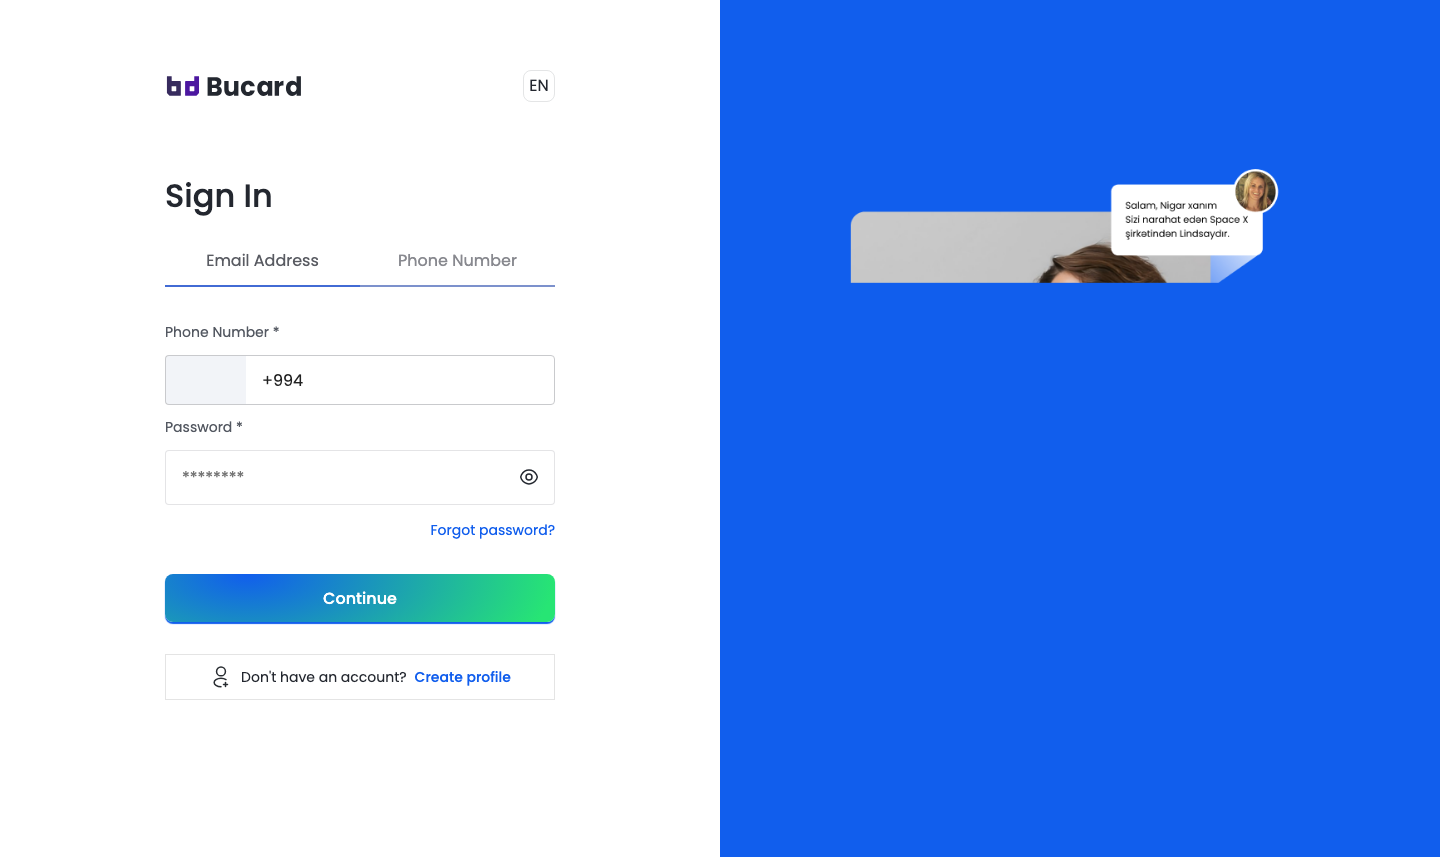 bd Bucard
EN
Sign In
Email Address
Phone Number
Phone Number *
+994
Password *
********
Forgot password?
Continue
Don't have an account? Create profile
Salam, Nigar xanım
Sizi narahat edən Space X
şirkətindən Lindsaydır.